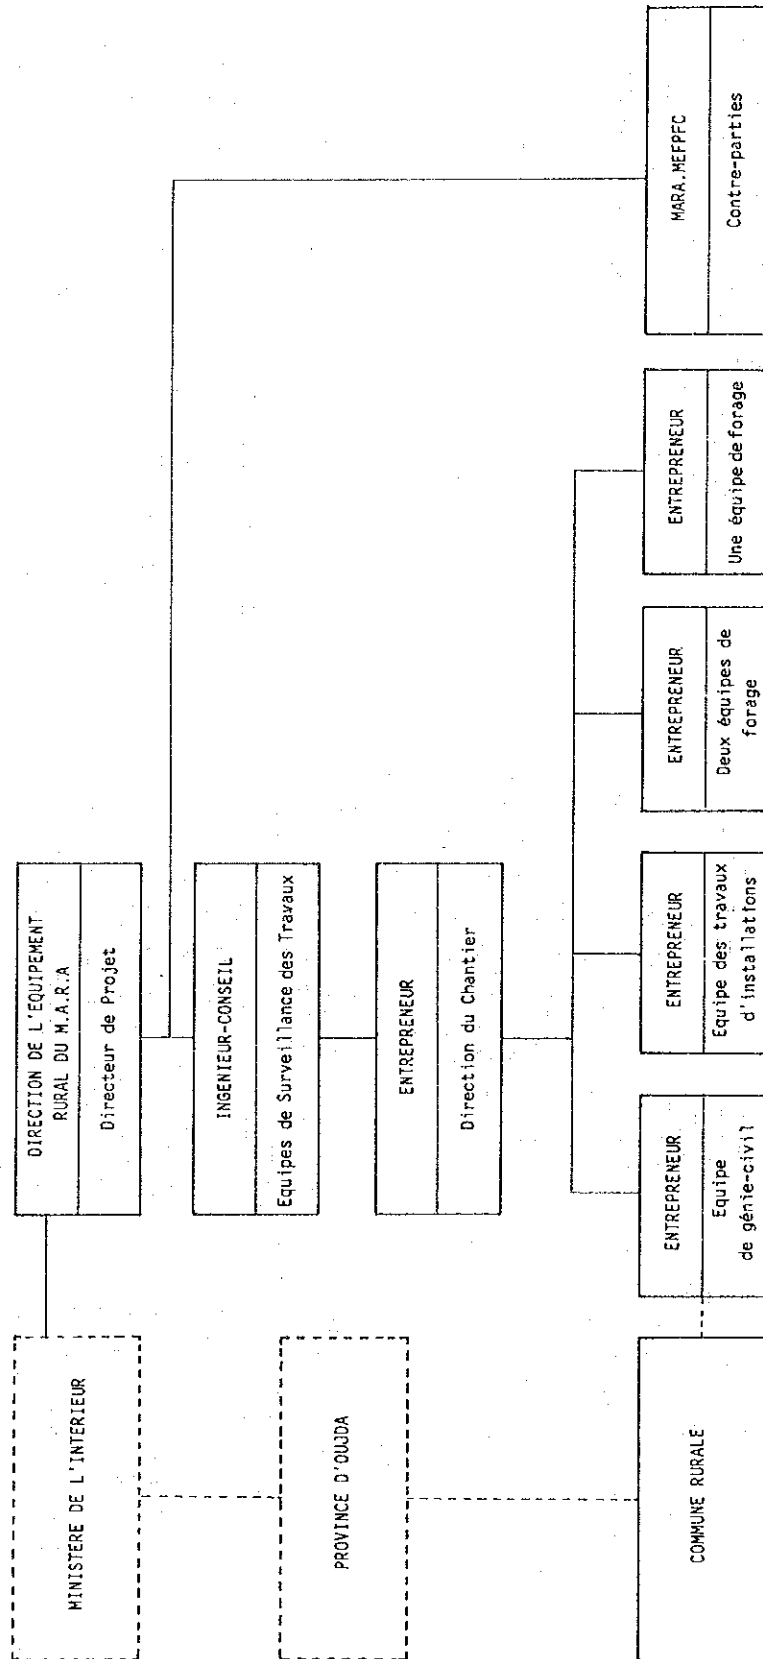 MINISTERE DE L'INTERIEUR
DIRECTION DE L'EQUIPEMENT
RURAL DU M.A.R.A
Directeur de Projet
INGENIEUR-CONSEIL
Equipes de Surveillance des Travaux
PROVINCE D'OUJDA
ENTREPRENEUR
Direction du Chantier
COMMUNE RURALE
ENTREPRENEUR
Equipe
de génie-civil
ENTREPRENEUR
Equipe des travaux
d'installations
ENTREPRENEUR
Deux équipes de
forage
ENTREPRENEUR
Une équipe de forage
MARA.MEFPFC
Contre-parties